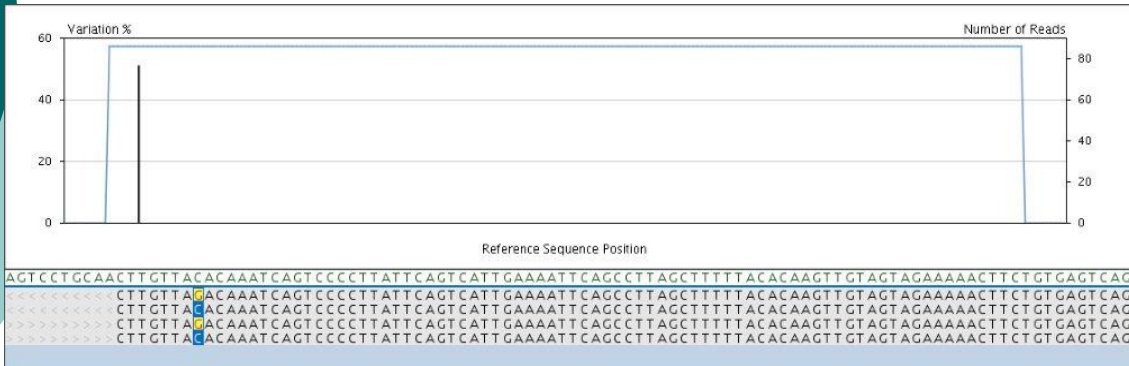 Variation %
Number of Reads
60
40
20
0
80
60
40
20
0
Reference Sequence Position
AGTCCTGCAACTTGTTACACAAATCAGTCCCCTTATTCAGTCATTGAAAATTCAGCCTTAGCTTTTTACACAAGTTGTAGTAGAAAAACTTCTGTGAGTCAG
<<<<<<<<<<CTTGTTAGACAAATCAGTCCCCTTATTCAGTCATTGAAAATTCAGCCTTAGCTTTTTACACAAGTTGTAGTAGAAAAACTTCTGTGAGTCAG
<<<<<<<<<<CTTGTTACACAAATCAGTCCCCTTATTCAGTCATTGAAAATTCAGCCTTAGCTTTTTACACAAGTTGTAGTAGAAAAACTTCTGTGAGTCAG
>>>>>>>>>>CTTGTTAGACAAATCAGTCCCCTTATTCAGTCATTGAAAATTCAGCCTTAGCTTTTTACACAAGTTGTAGTAGAAAAACTTCTGTGAGTCAG
>>>>>>>>>>CTTGTTACACAAATCAGTCCCCTTATTCAGTCATTGAAAATTCAGCCTTAGCTTTTTACACAAGTTGTAGTAGAAAAACTTCTGTGAGTCAG